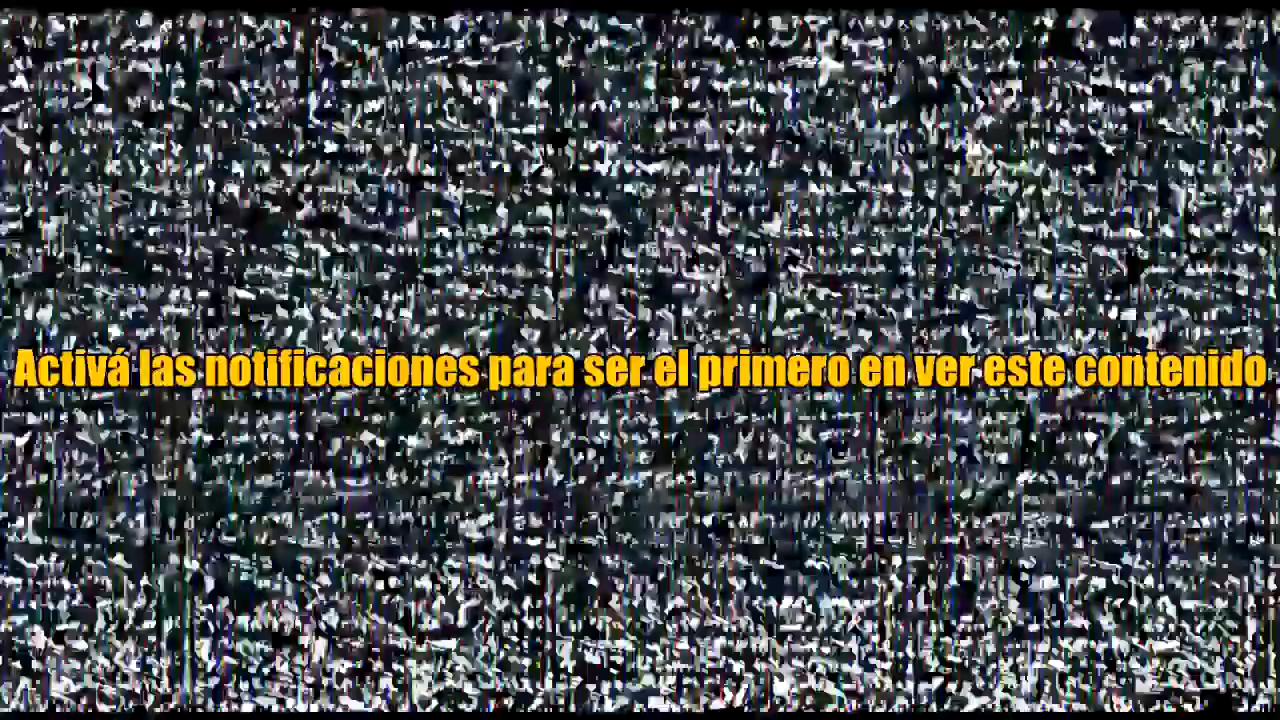 Activá las notificaciones para ser el primero en ver este contenido